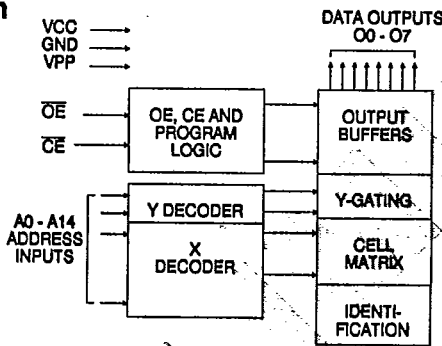 n
VCC
GND
VPP
DATA OUTPUTS
O0 - O7
OE
CE
OE, CE AND
PROGRAM
LOGIC
OUTPUT
BUFFERS
A0 - A14
ADDRESS
INPUTS
Y DECODER
X
DECODER
Y-GATING
CELL
MATRIX
IDENTI-
FICATION